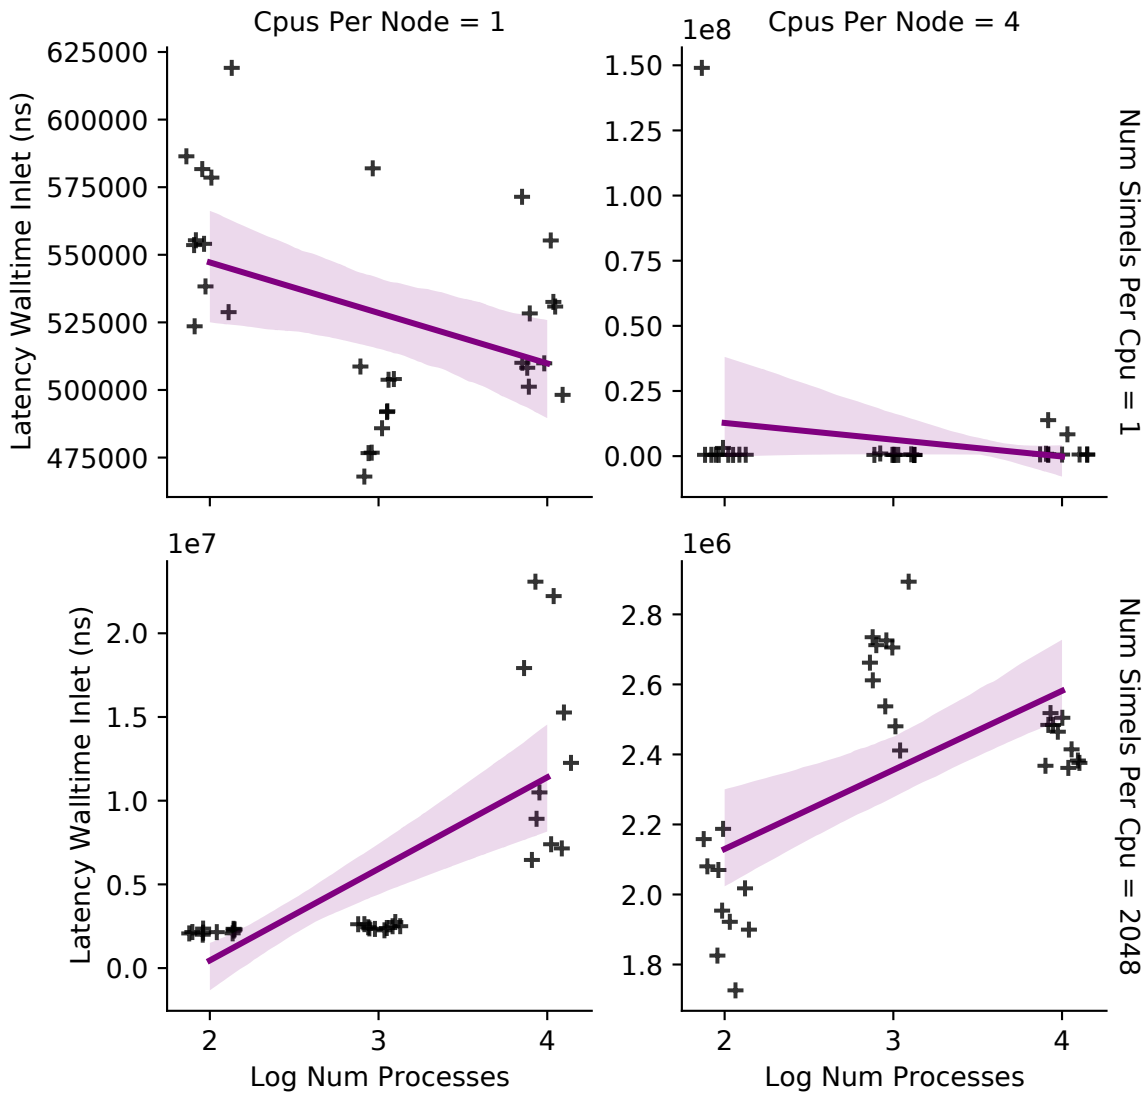 Cpus Per Node = 1
Cpus Per Node = 4
1e8
625000
600000
575000
550000
525000
500000
475000
Latency Walltime Inlet (ns)
1.50
1.25
1.00
0.75
0.50
0.25
0.00
Num Simels Per Cpu = 1
1e7
2.0
1.5
1.0
0.5
0.0
Latency Walltime Inlet (ns)
2 3 4
Log Num Processes
1e6
2.8
2.6
2.4
2.2
2.0
1.8
2 3 4
Log Num Processes
Num Simels Per Cpu = 2048